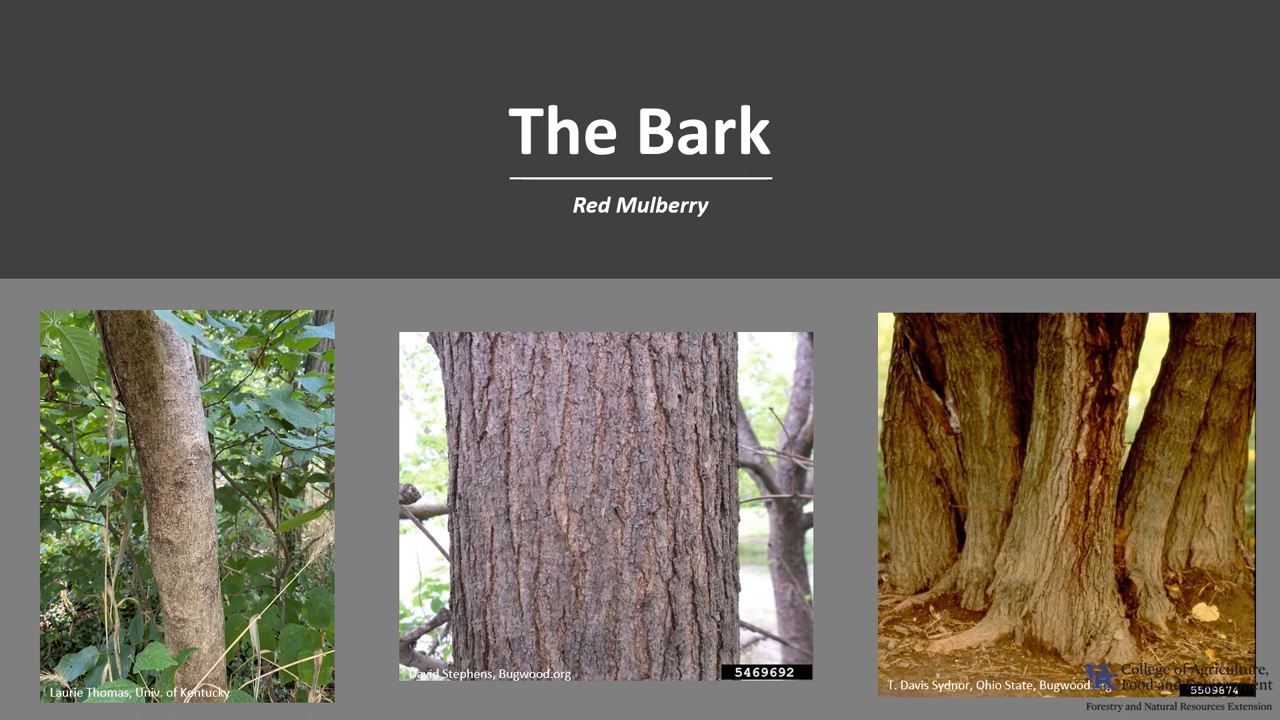 The Bark
Red Mulberry
Laurie Thomas, Univ. of Kentucky
David Stephens, Bugwood.org
5469692
T. Davis Sydnor, Ohio State, Bugwood.org
5509874
College of Agriculture,
Food and Environment
Forestry and Natural Resources Extension